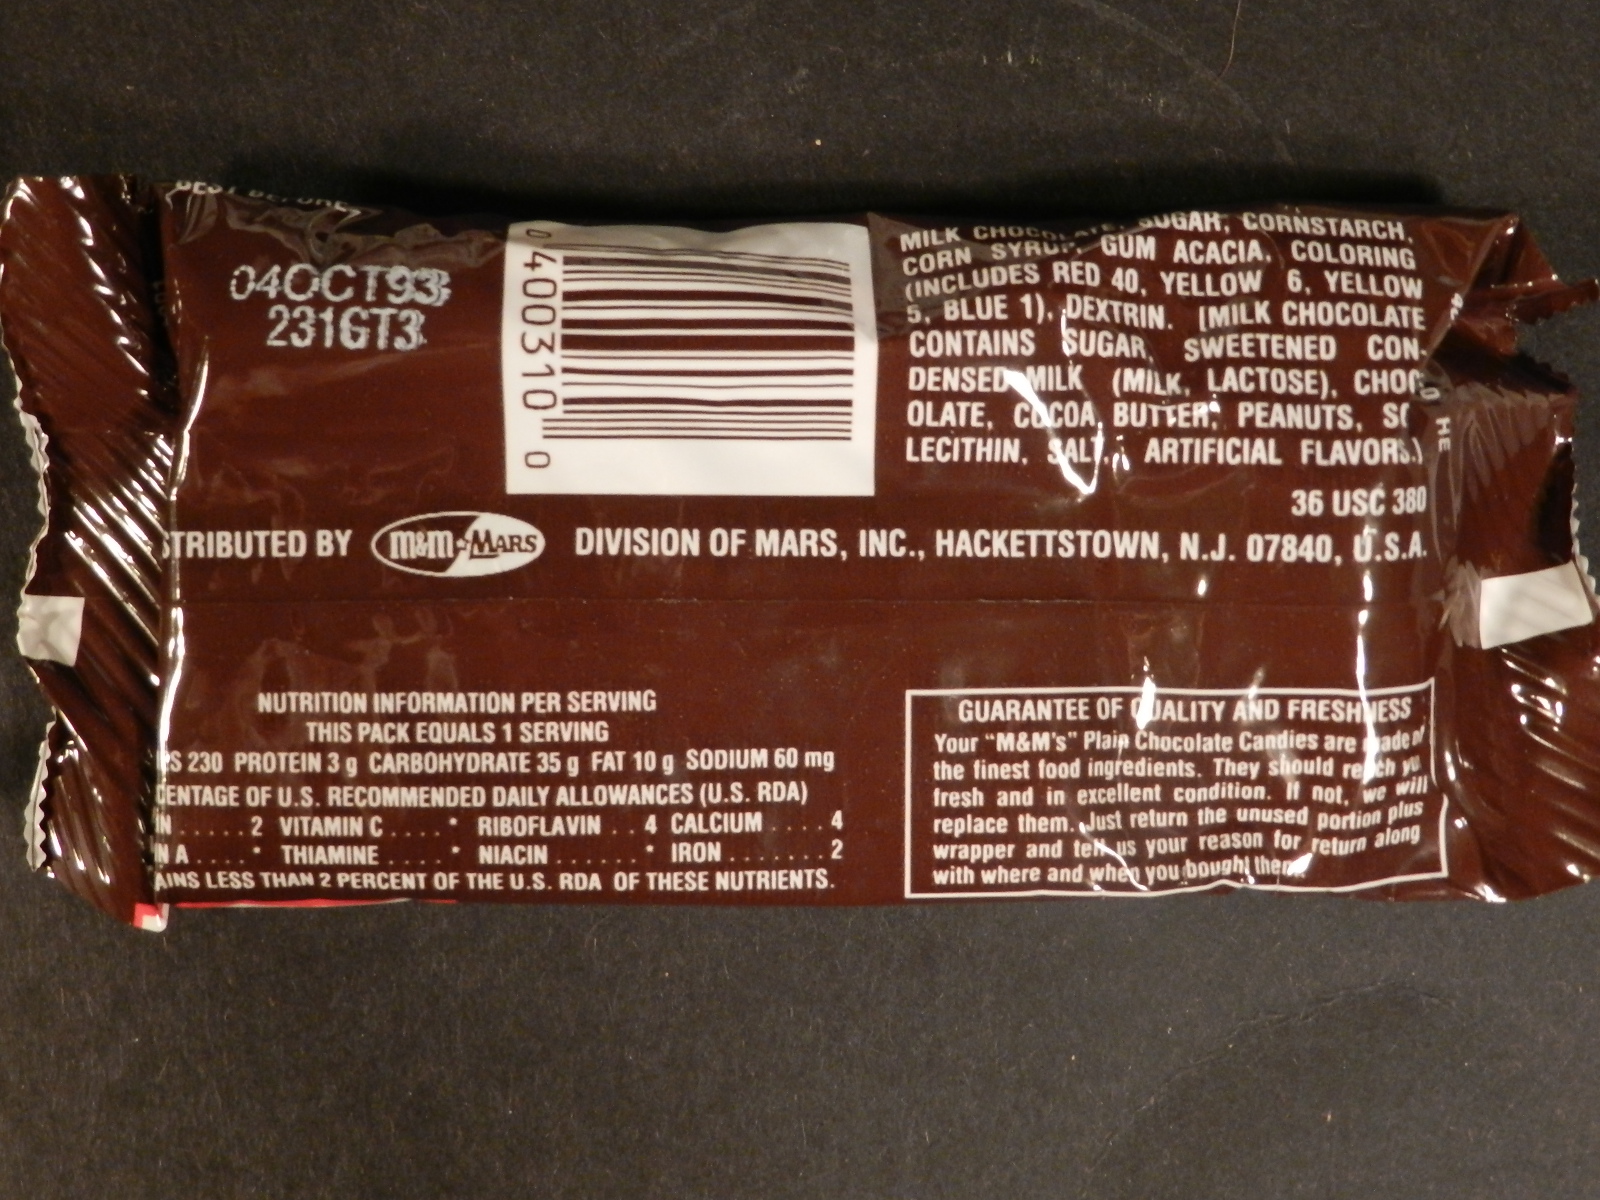 BEST BEFORE
04OCT93
231GT3
0 4000310 0
MILK CHOCOLATE, SUGAR, CORNSTARCH,
CORN SYRUP, GUM ACACIA, COLORING
(INCLUDES RED 40, YELLOW 6, YELLOW
5, BLUE 1), DEXTRIN. (MILK CHOCOLATE
CONTAINS SUGAR, SWEETENED CON-
DENSED MILK (MILK, LACTOSE), CHOC
OLATE, COCOA BUTTER, PEANUTS, SO
LECITHIN, SALT, ARTIFICIAL FLAVORS.)
36 USC 380
STRIBUTED BY m&m MARS DIVISION OF MARS, INC., HACKETTSTOWN, N.J. 07840, U.S.A.
NUTRITION INFORMATION PER SERVING
THIS PACK EQUALS 1 SERVING
S 230 PROTEIN 3 g CARBOHYDRATE 35 g FAT 10 g SODIUM 60 mg
CENTAGE OF U.S. RECOMMENDED DAILY ALLOWANCES (U.S. RDA)
N ..... 2 VITAMIN C .... * RIBOFLAVIN .. 4 CALCIUM .... 4
N A .... * THIAMINE .... * NIACIN ...... * IRON ....... 2
AINS LESS THAN 2 PERCENT OF THE U.S. RDA OF THESE NUTRIENTS.
GUARANTEE OF QUALITY AND FRESHNESS
Your "M&M's" Plain Chocolate Candies are made of
the finest food ingredients. They should reach you
fresh and in excellent condition. If not, we will
replace them. Just return the unused portion plus
wrapper and tell us your reason for return along
with where and when you bought them.